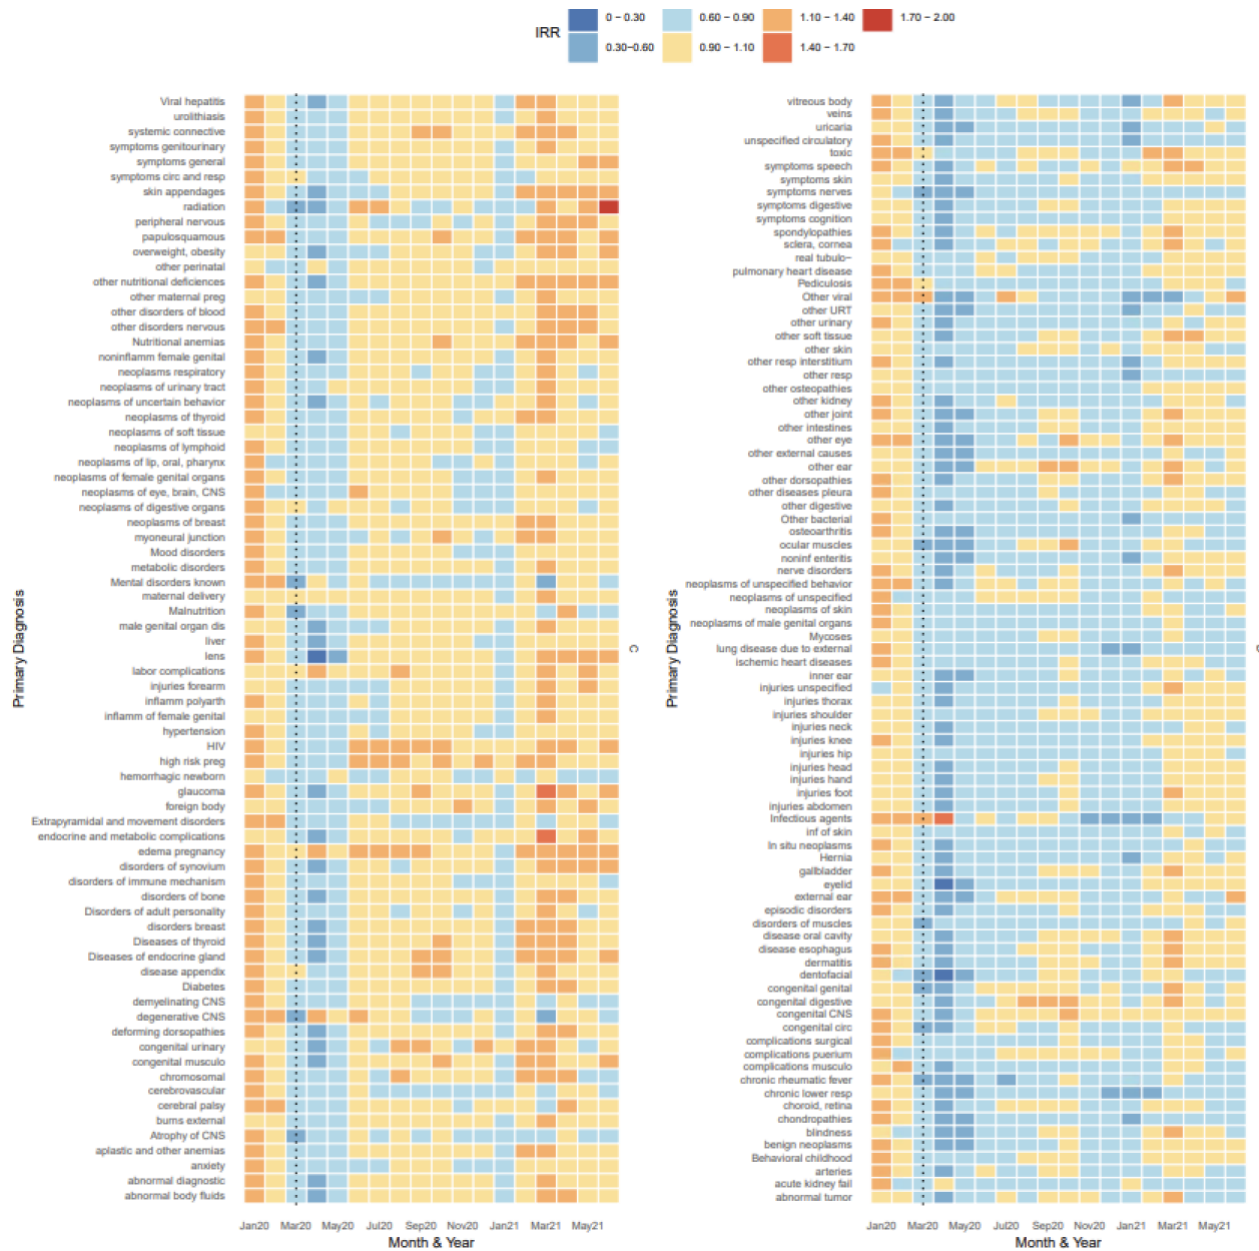 IRR
0 − 0.30
0.60 − 0.90
1.10 − 1.40
1.70 − 2.00
0.30−0.60
0.90 − 1.10
1.40 − 1.70
Primary Diagnosis
Viral hepatitis
urolithiasis
systemic connective
symptoms genitourinary
symptoms general
symptoms circ and resp
skin appendages
radiation
peripheral nervous
papulosquamous
overweight, obesity
other perinatal
other nutritional deficiences
other maternal preg
other disorders of blood
other disorders nervous
Nutritional anemias
noninflamm female genital
neoplasms respiratory
neoplasms of urinary tract
neoplasms of uncertain behavior
neoplasms of thyroid
neoplasms of soft tissue
neoplasms of lymphoid
neoplasms of lip, oral, pharynx
neoplasms of female genital organs
neoplasms of eye, brain, CNS
neoplasms of digestive organs
neoplasms of breast
myoneural junction
Mood disorders
metabolic disorders
Mental disorders known
maternal delivery
Malnutrition
male genital organ dis
liver
lens
labor complications
injuries forearm
inflamm polyarth
inflamm of female genital
hypertension
HIV
high risk preg
hemorrhagic newborn
glaucoma
foreign body
Extrapyramidal and movement disorders
endocrine and metabolic complications
edema pregnancy
disorders of synovium
disorders of immune mechanism
disorders of bone
Disorders of adult personality
disorders breast
Diseases of thyroid
Diseases of endocrine gland
disease appendix
Diabetes
demyelinating CNS
degenerative CNS
deforming dorsopathies
congenital urinary
congenital musculo
chromosomal
cerebrovascular
cerebral palsy
burns external
Atrophy of CNS
aplastic and other anemias
anxiety
abnormal diagnostic
abnormal body fluids
Jan20 Mar20 May20 Jul20 Sep20 Nov20 Jan21 Mar21 May21
Month & Year
Primary Diagnosis
vitreous body
veins
uricaria
unspecified circulatory
toxic
symptoms speech
symptoms skin
symptoms nerves
symptoms digestive
symptoms cognition
spondylopathies
sclera, cornea
real tubulo−
pulmonary heart disease
Pediculosis
Other viral
other URT
other urinary
other soft tissue
other skin
other resp interstitium
other resp
other osteopathies
other kidney
other joint
other intestines
other eye
other external causes
other ear
other dorsopathies
other diseases pleura
other digestive
Other bacterial
osteoarthritis
ocular muscles
noninf enteritis
nerve disorders
neoplasms of unspecified behavior
neoplasms of unspecified
neoplasms of skin
neoplasms of male genital organs
Mycoses
lung disease due to external
ischemic heart diseases
inner ear
injuries unspecified
injuries thorax
injuries shoulder
injuries neck
injuries knee
injuries hip
injuries head
injuries hand
injuries foot
injuries abdomen
Infectious agents
inf of skin
In situ neoplasms
Hernia
gallbladder
eyelid
external ear
episodic disorders
disorders of muscles
disease oral cavity
disease esophagus
dermatitis
dentofacial
congenital genital
congenital digestive
congenital CNS
congenital circ
complications surgical
complications puerium
complications musculo
chronic rheumatic fever
chronic lower resp
choroid, retina
chondropathies
blindness
benign neoplasms
Behavioral childhood
arteries
acute kidney fail
abnormal tumor
Jan20 Mar20 May20 Jul20 Sep20 Nov20 Jan21 Mar21 May21
Month & Year